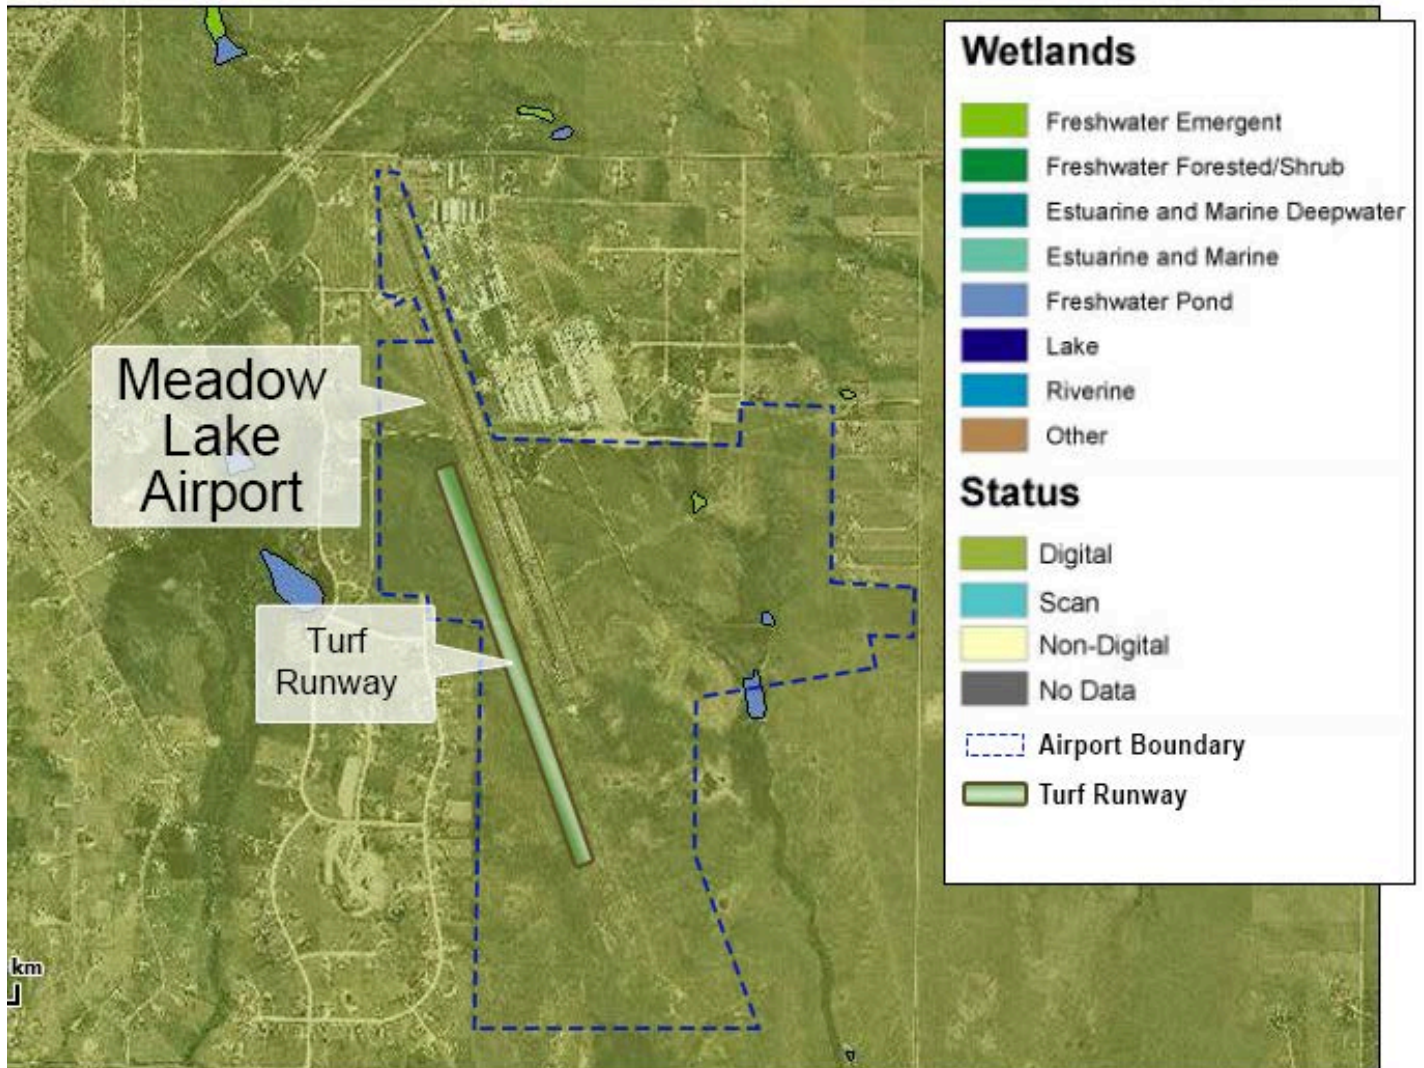 Meadow
Lake
Airport
Turf
Runway
km
Wetlands
Freshwater Emergent
Freshwater Forested/Shrub
Estuarine and Marine Deepwater
Estuarine and Marine
Freshwater Pond
Lake
Riverine
Other
Status
Digital
Scan
Non-Digital
No Data
Airport Boundary
Turf Runway